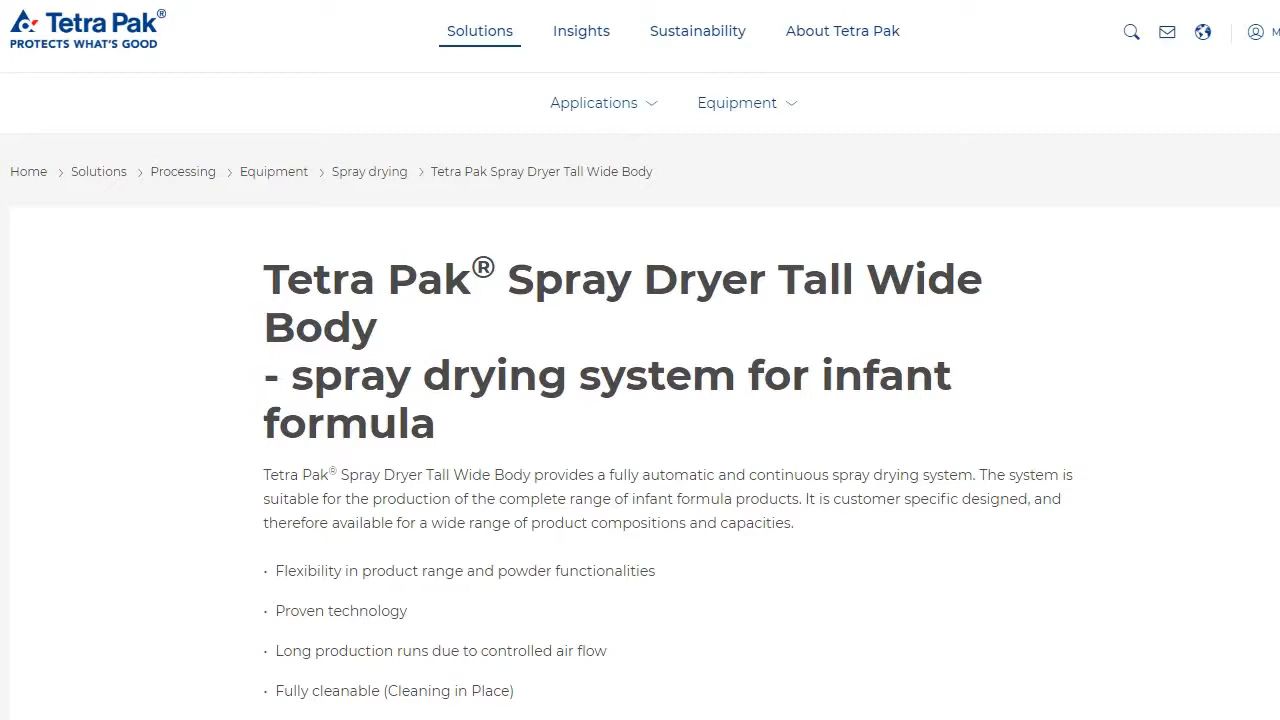 Tetra Pak®
PROTECTS WHAT'S GOOD
Solutions Insights Sustainability About Tetra Pak
M
Applications Equipment
Home > Solutions > Processing > Equipment > Spray drying > Tetra Pak Spray Dryer Tall Wide Body
Tetra Pak® Spray Dryer Tall Wide
Body
- spray drying system for infant
formula
Tetra Pak® Spray Dryer Tall Wide Body provides a fully automatic and continuous spray drying system. The system is
suitable for the production of the complete range of infant formula products. It is customer specific designed, and
therefore available for a wide range of product compositions and capacities.
· Flexibility in product range and powder functionalities
· Proven technology
· Long production runs due to controlled air flow
· Fully cleanable (Cleaning in Place)